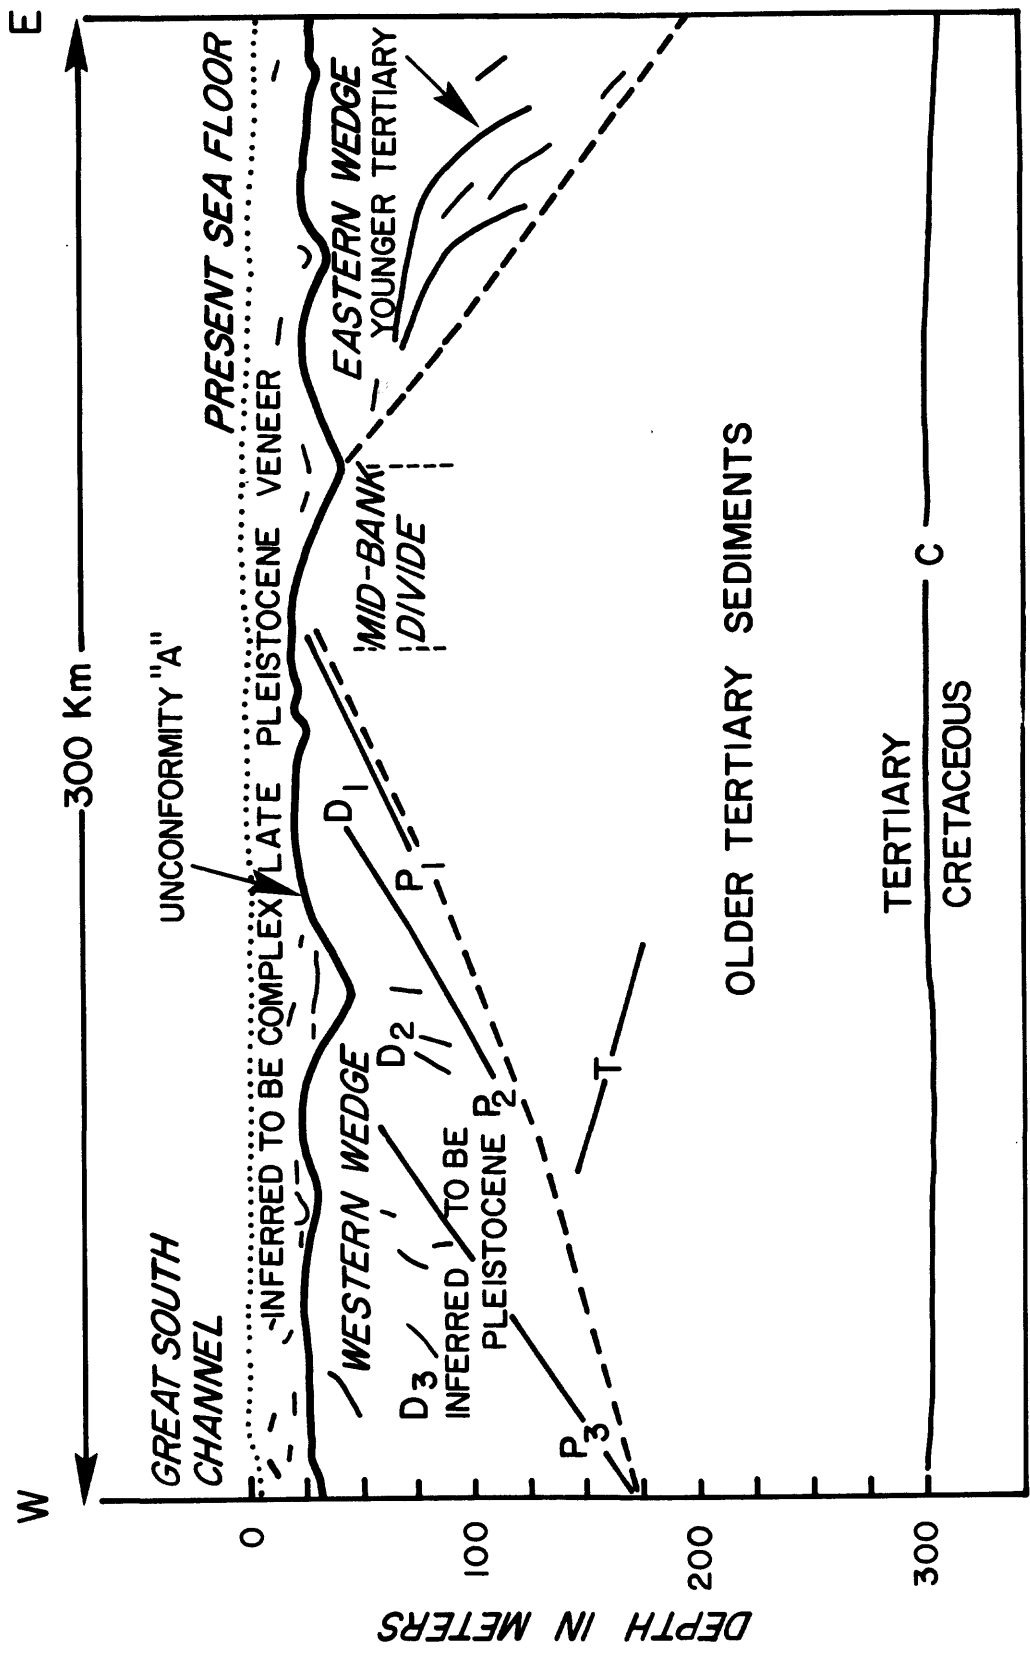 W
E
300 Km
GREAT SOUTH
CHANNEL
UNCONFORMITY "A"
PRESENT SEA FLOOR
INFERRED TO BE COMPLEX LATE PLEISTOCENE VENEER
WESTERN WEDGE
EASTERN WEDGE
YOUNGER TERTIARY
MID-BANK
DIVIDE
D1
D2
D3
P1
P2
P3
INFERRED TO BE
PLEISTOCENE
T
OLDER TERTIARY SEDIMENTS
TERTIARY
C
CRETACEOUS
0
100
200
300
DEPTH IN METERS